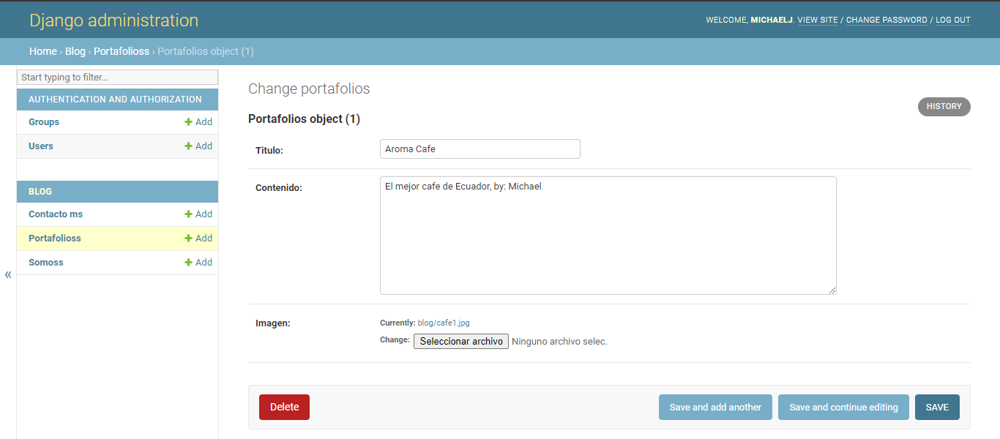 Django administration
WELCOME, MICHAELJ. VIEW SITE / CHANGE PASSWORD / LOG OUT
Home › Blog › Portafolioss › Portafolios object (1)
Start typing to filter...
AUTHENTICATION AND AUTHORIZATION
Groups + Add
Users + Add
BLOG
Contacto ms + Add
Portafolioss + Add
Somoss + Add
«
Change portafolios
HISTORY
Portafolios object (1)
Titulo: Aroma Cafe
Contenido: El mejor cafe de Ecuador, by: Michael
Imagen: Currently: blog/cafe1.jpg
Change: Seleccionar archivo Ninguno archivo selec.
Delete Save and add another Save and continue editing SAVE